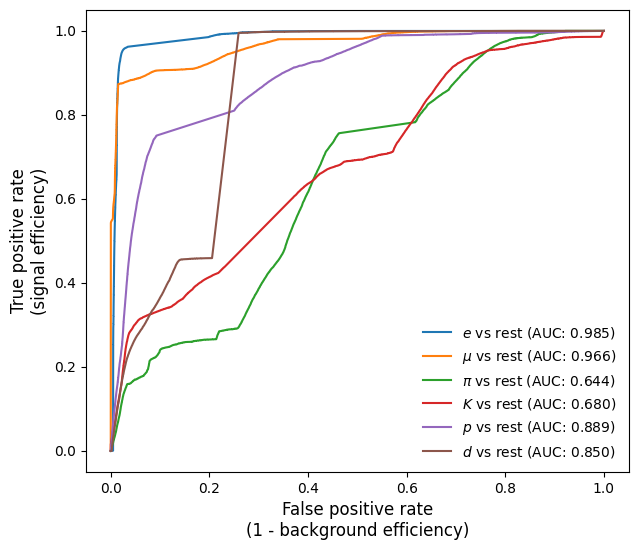 True positive rate
(signal efficiency)
1.0
0.8
0.6
0.4
0.2
0.0
e vs rest (AUC: 0.985)
μ vs rest (AUC: 0.966)
π vs rest (AUC: 0.644)
K vs rest (AUC: 0.680)
p vs rest (AUC: 0.889)
d vs rest (AUC: 0.850)
0.0 0.2 0.4 0.6 0.8 1.0
False positive rate
(1 - background efficiency)